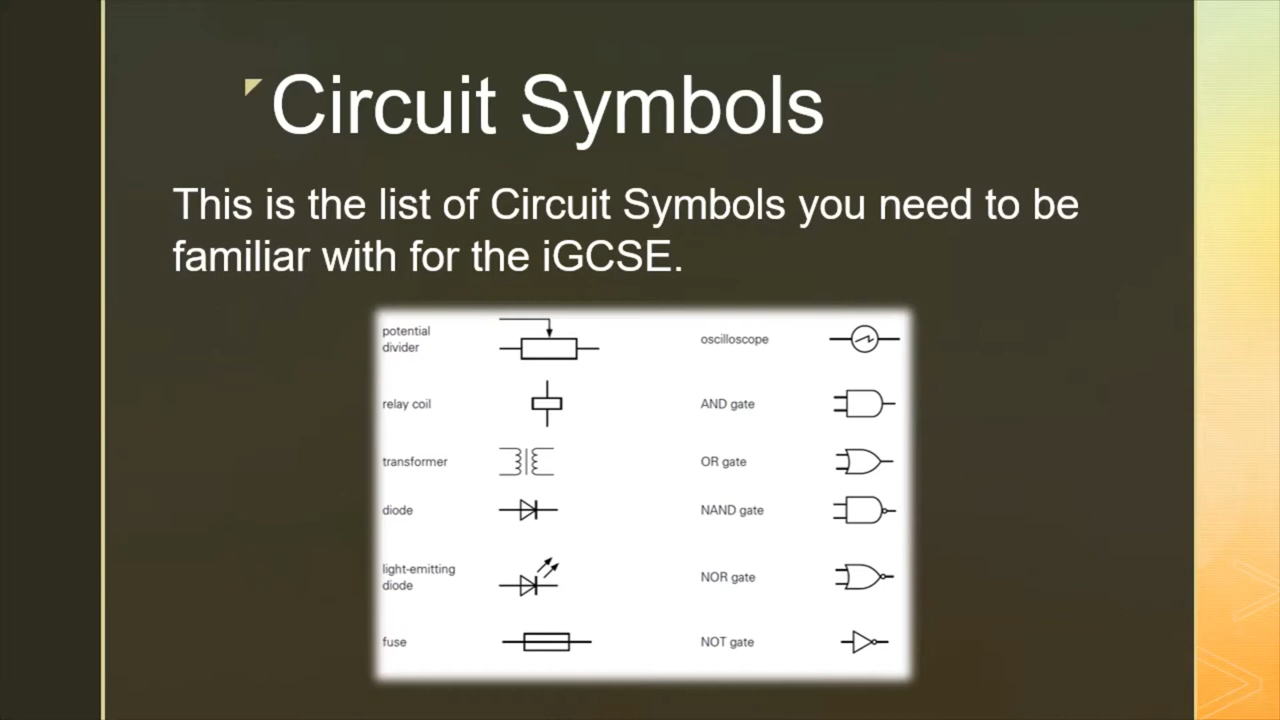 Circuit Symbols
This is the list of Circuit Symbols you need to be
familiar with for the iGCSE.
potential
divider
relay coil
transformer
diode
light-emitting
diode
fuse
oscilloscope
AND gate
OR gate
NAND gate
NOR gate
NOT gate